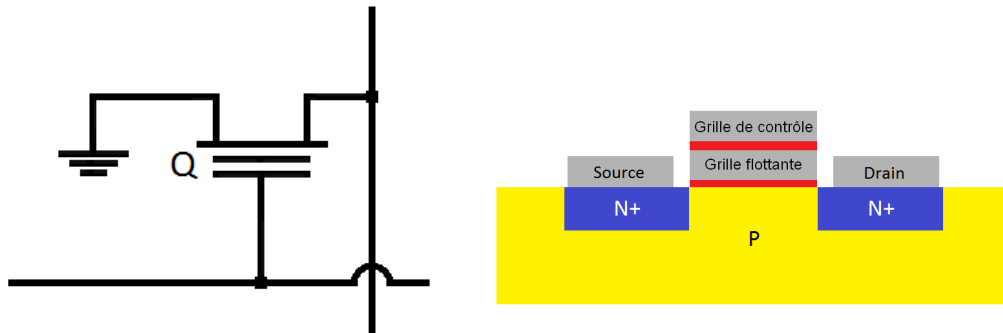 Q
Grille de contrôle
Grille flottante
Source
Drain
N+
N+
P